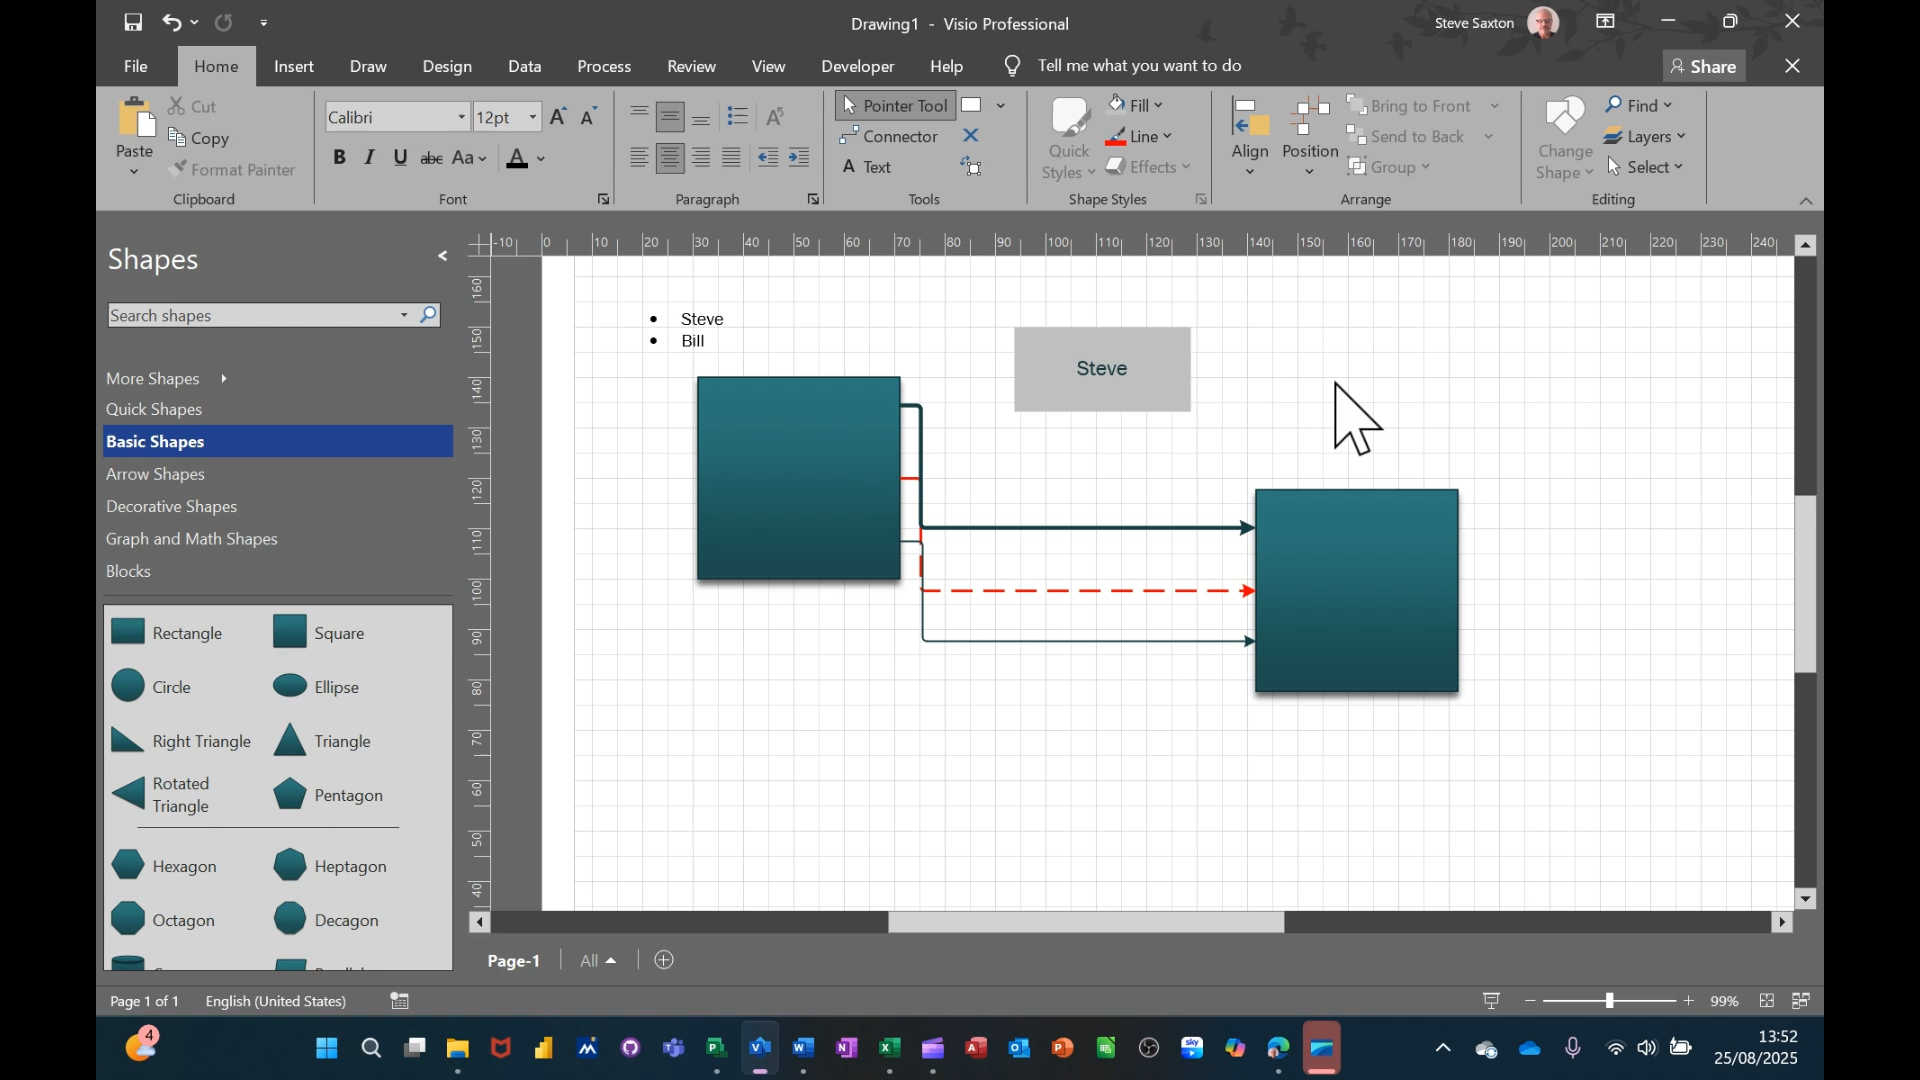 Drawing1 - Visio Professional
Steve Saxton
File Home Insert Draw Design Data Process Review View Developer Help Tell me what you want to do
Share
Paste
Cut
Copy
Format Painter
Clipboard
Calibri 12pt
B I U abc Aa A
Font
Paragraph
Pointer Tool
Connector
A Text
Tools
Quick Styles
Fill
Line
Effects
Shape Styles
Align
Position
Bring to Front
Send to Back
Group
Arrange
Change Shape
Find
Layers
Select
Editing
Shapes
Search shapes
More Shapes
Quick Shapes
Basic Shapes
Arrow Shapes
Decorative Shapes
Graph and Math Shapes
Blocks
Rectangle Square
Circle Ellipse
Right Triangle Triangle
Rotated Triangle Pentagon
Hexagon Heptagon
Octagon Decagon
-10 0 10 20 30 40 50 60 70 80 90 100 110 120 130 140 150 160 170 180 190 200 210 220 230 240
160
150
140
130
120
110
100
90
80
70
60
50
40
• Steve
• Bill
Steve
Page-1 All
Page 1 of 1 English (United States)
99%
4
sky
13:52
25/08/2025